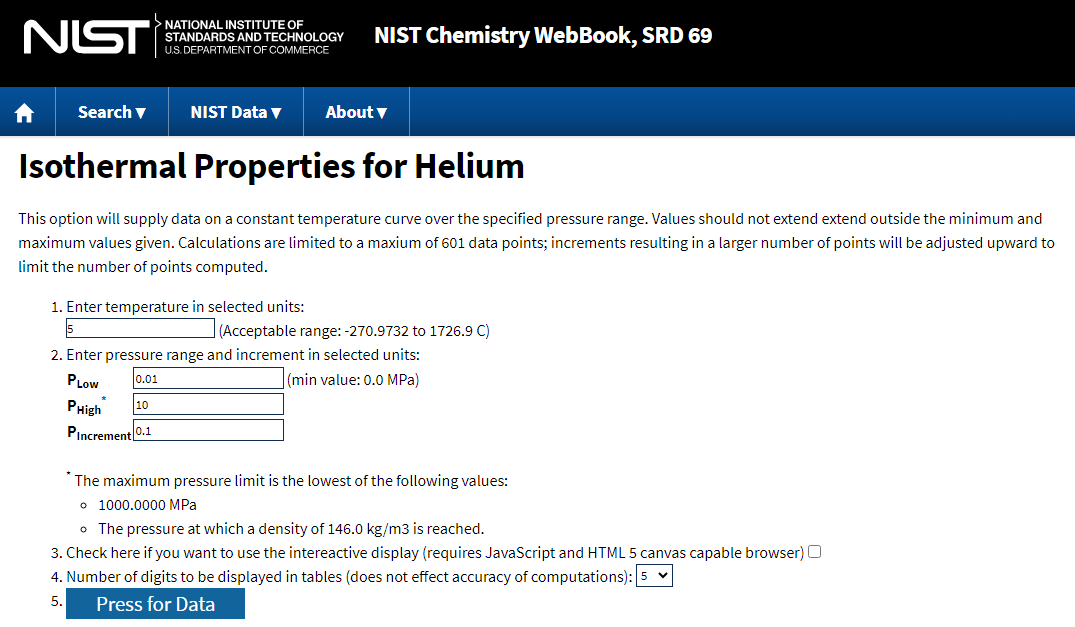 NIST
NATIONAL INSTITUTE OF
STANDARDS AND TECHNOLOGY
U.S. DEPARTMENT OF COMMERCE
NIST Chemistry WebBook, SRD 69
Search ▾
NIST Data ▾
About ▾
Isothermal Properties for Helium
This option will supply data on a constant temperature curve over the specified pressure range. Values should not extend extend outside the minimum and
maximum values given. Calculations are limited to a maxium of 601 data points; increments resulting in a larger number of points will be adjusted upward to
limit the number of points computed.
1. Enter temperature in selected units:
5 (Acceptable range: -270.9732 to 1726.9 C)
2. Enter pressure range and increment in selected units:
PLow 0.01 (min value: 0.0 MPa)
PHigh* 10
PIncrement 0.1
* The maximum pressure limit is the lowest of the following values:
◦ 1000.0000 MPa
◦ The pressure at which a density of 146.0 kg/m3 is reached.
3. Check here if you want to use the intereactive display (requires JavaScript and HTML 5 canvas capable browser)
4. Number of digits to be displayed in tables (does not effect accuracy of computations): 5
5. Press for Data